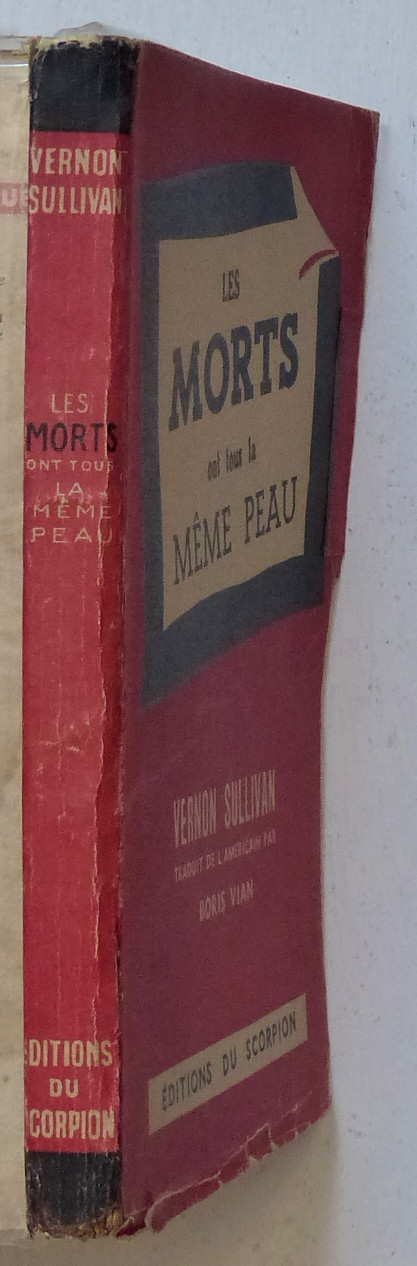 VERNON
SULLIVAN
LES
MORTS
ONT TOUS
LA
MÊME
PEAU
EDITIONS
DU
SCORPION
LES
MORTS
ont tous la
MÊME PEAU
VERNON SULLIVAN
TRADUIT DE L'AMERICAIN PAR
BORIS VIAN
ÉDITIONS DU SCORPION